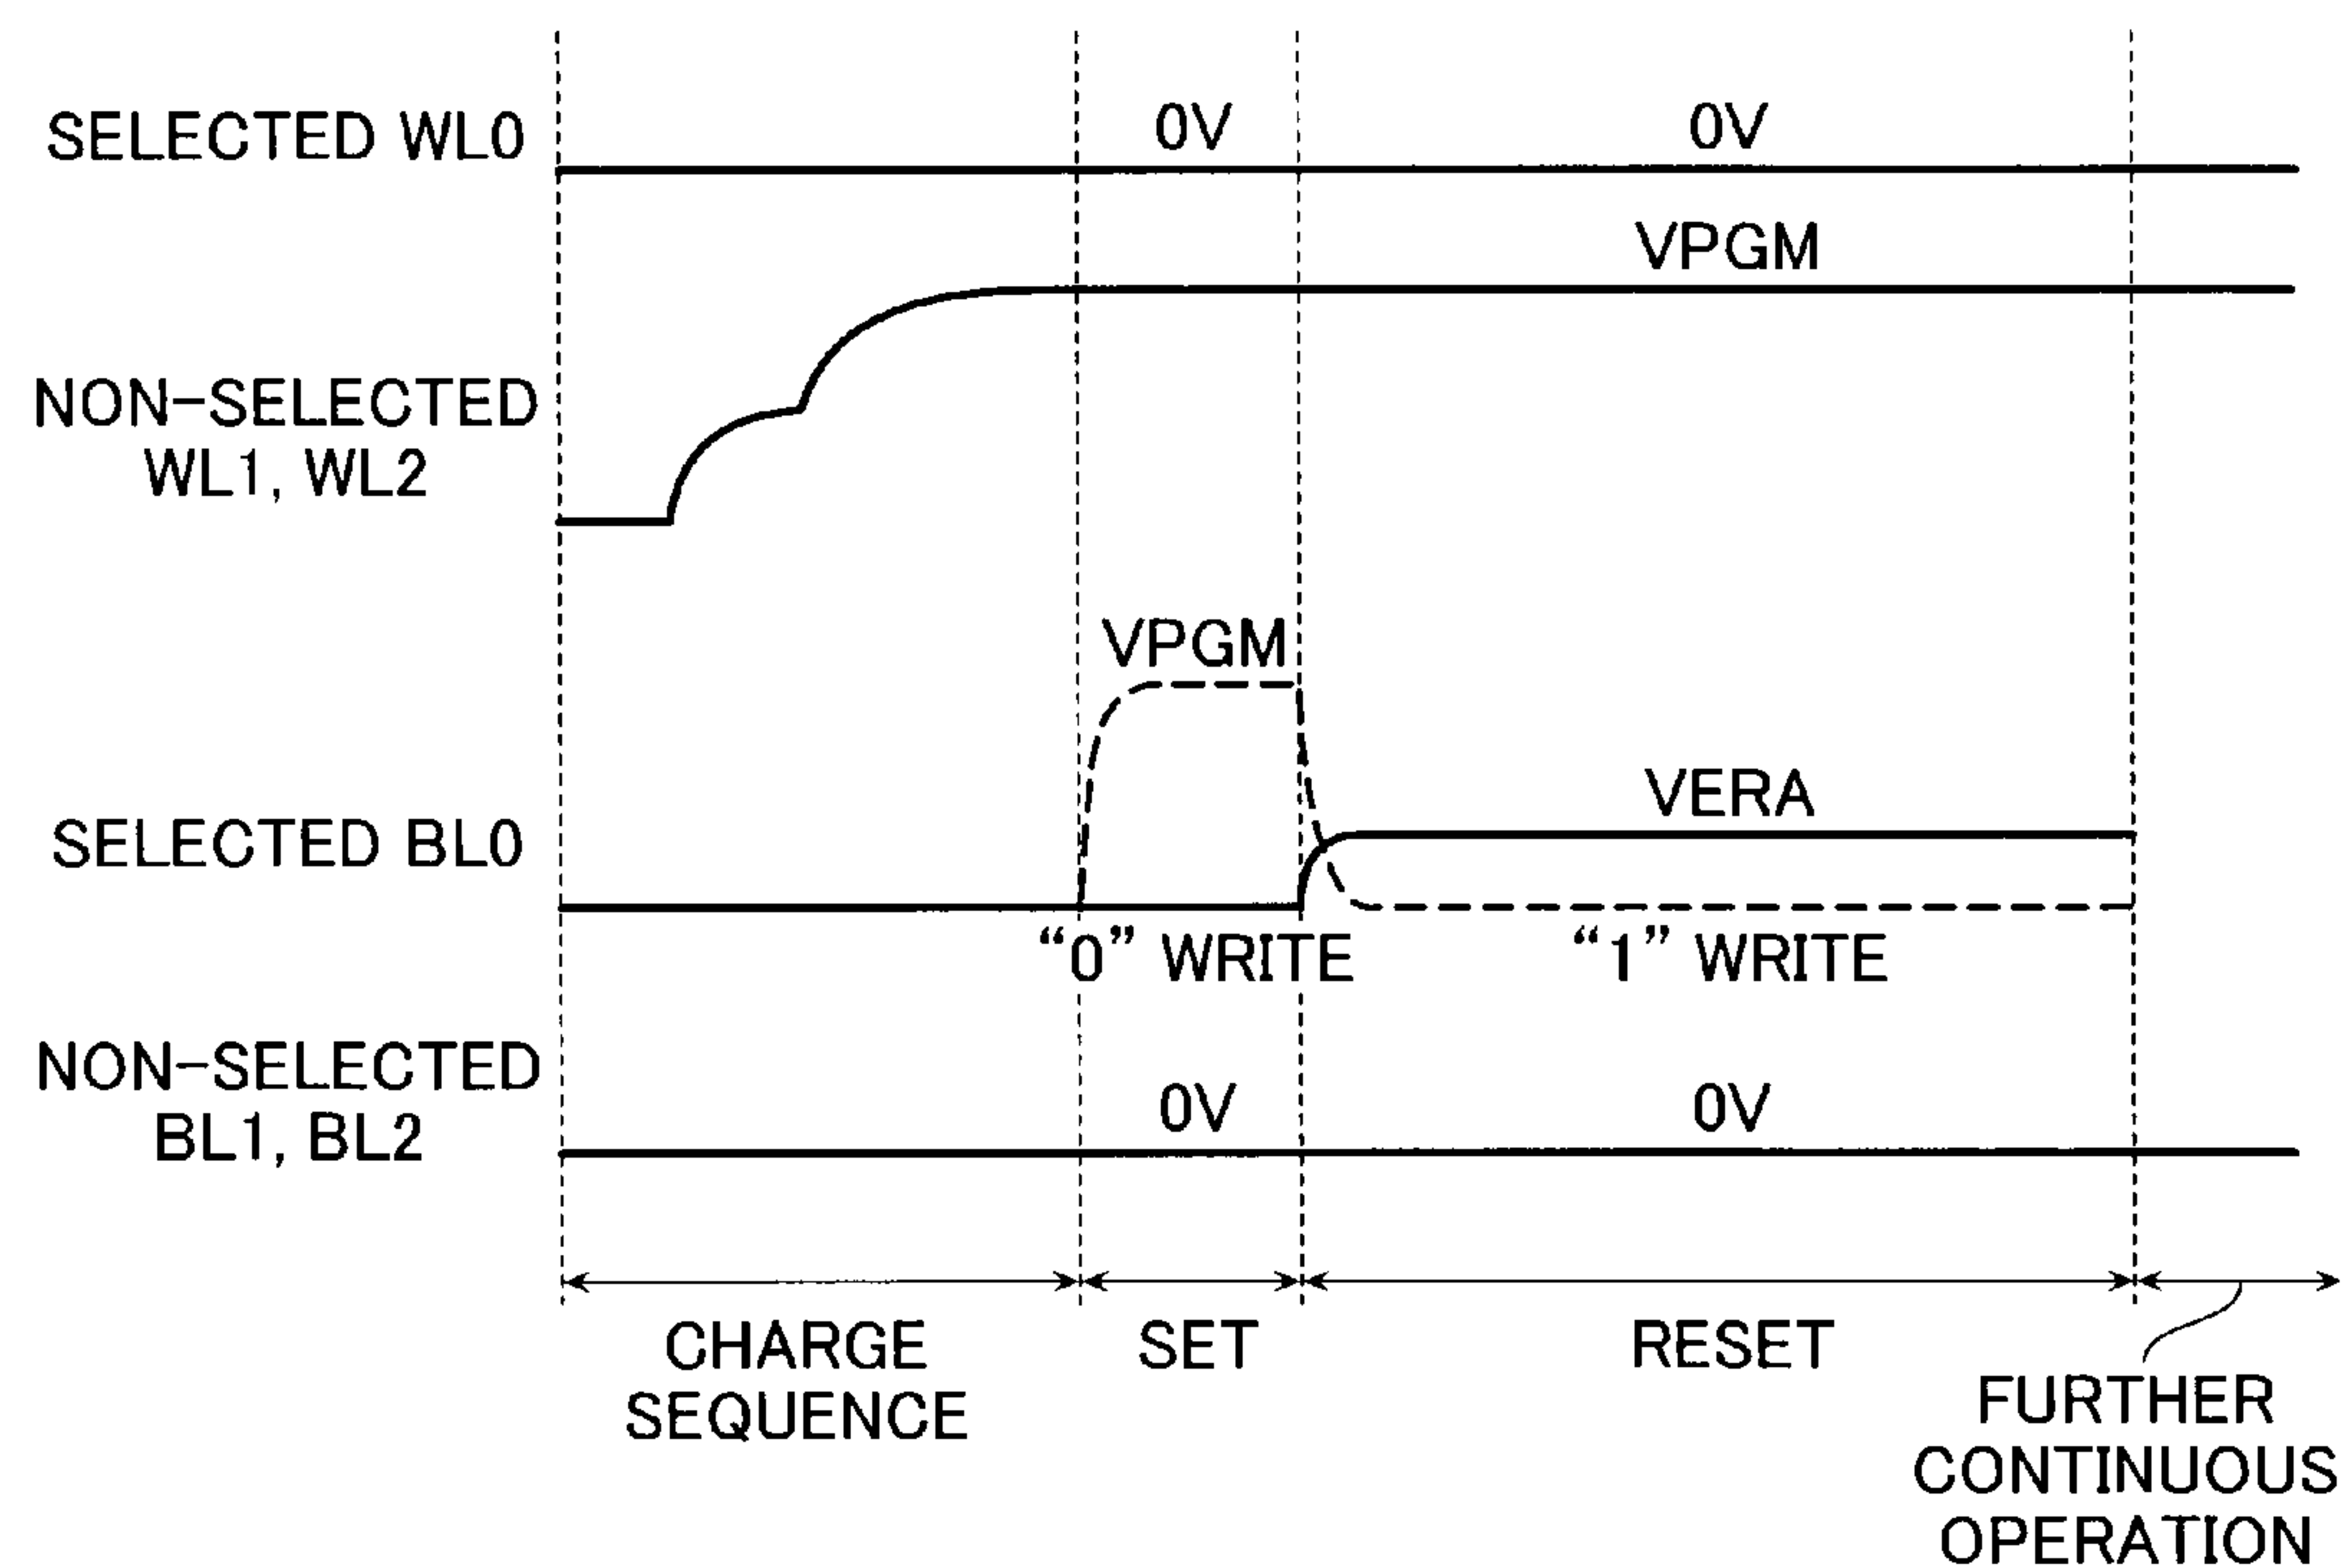 SELECTED WL0
0V
0V
VPGM
NON-SELECTED
WL1, WL2
VPGM
VERA
SELECTED BL0
“0” WRITE
“1” WRITE
NON-SELECTED
BL1, BL2
0V
0V
CHARGE
SEQUENCE
SET
RESET
FURTHER
CONTINUOUS
OPERATION